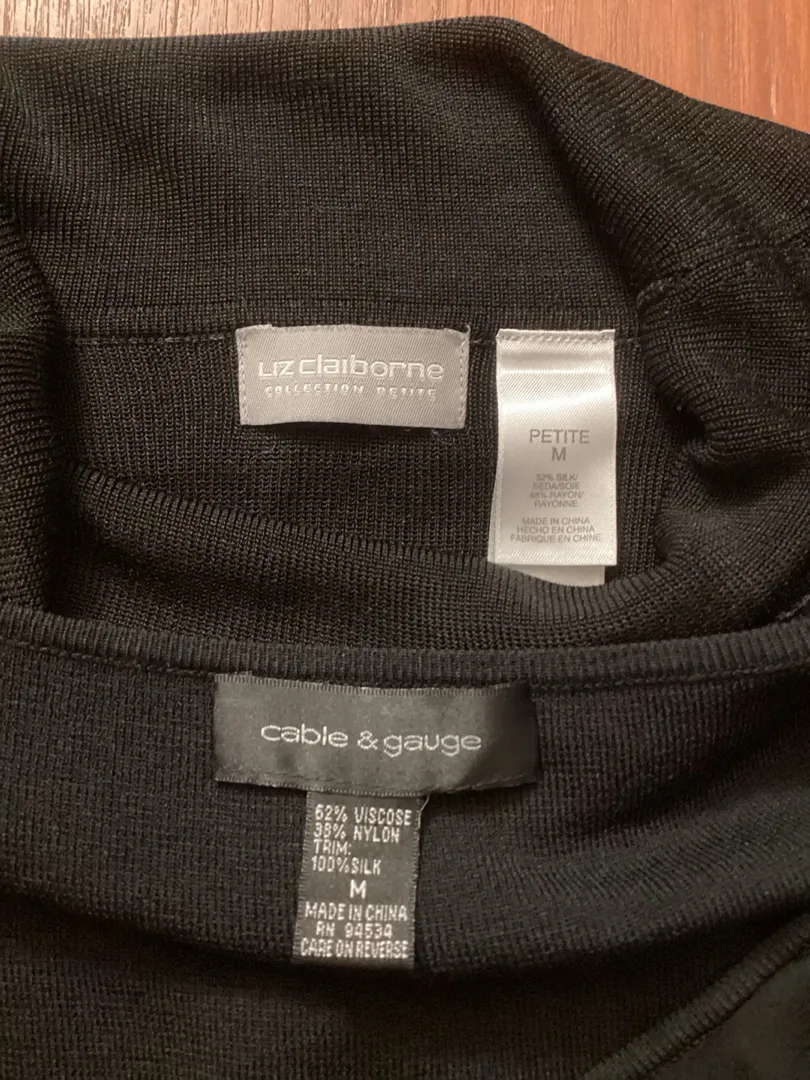 Liz claiborne
COLLECTION PETITE
PETITE
M
52% SILK/
SEDA/SOIE
48% RAYON/
RAYONNE
MADE IN CHINA
HECHO EN CHINA
FABRIQUE EN CHINE
cable & gauge
62% VISCOSE
38% NYLON
TRIM:
100% SILK
M
MADE IN CHINA
RN 94534
CARE ON REVERSE